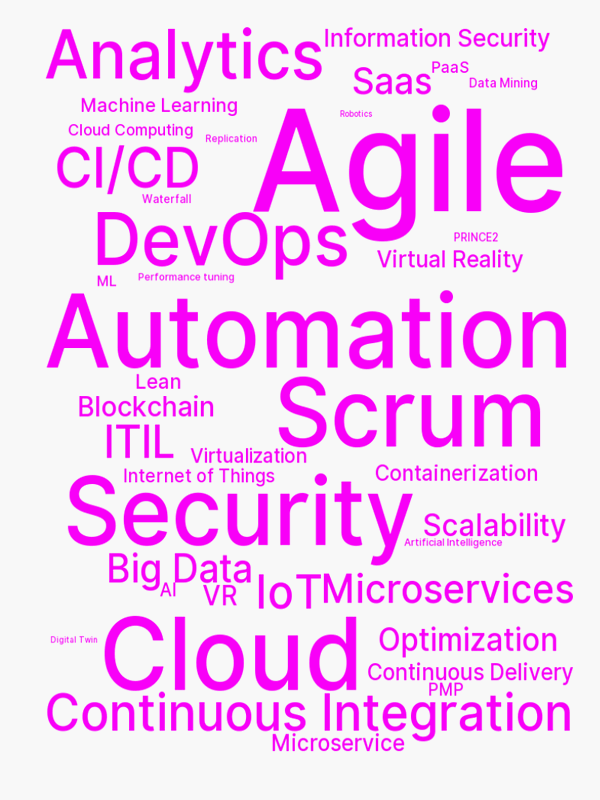 Analytics
Information Security
Saas
PaaS
Data Mining
Machine Learning
Robotics
Cloud Computing
Replication
Agile
CI/CD
Waterfall
DevOps
PRINCE2
Virtual Reality
ML
Performance tuning
Automation
Lean
Scrum
Blockchain
ITIL
Virtualization
Internet of Things
Containerization
Security
Scalability
Artificial Intelligence
Big Data
AI
VR
IoT
Microservices
Digital Twin
Cloud
Optimization
Continuous Delivery
PMP
Continuous Integration
Microservice